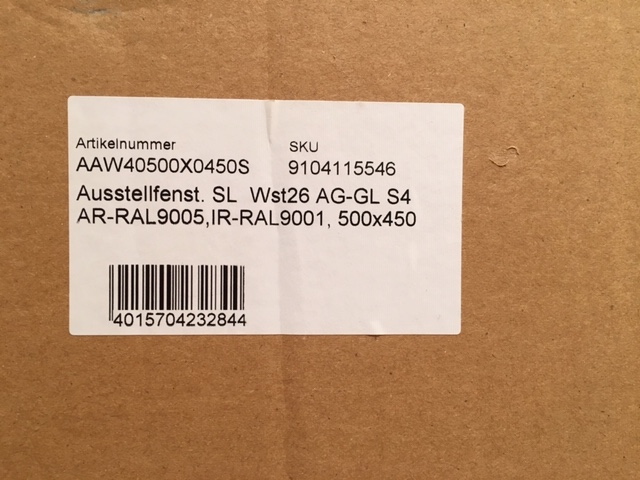 Artikelnummer SKU
AAW40500X0450S 9104115546
Ausstellfenst. SL Wst26 AG-GL S4
AR-RAL9005,IR-RAL9001, 500x450
4015704232844